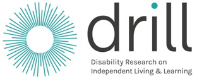 drill
Disability Research on
Independent Living & Learning